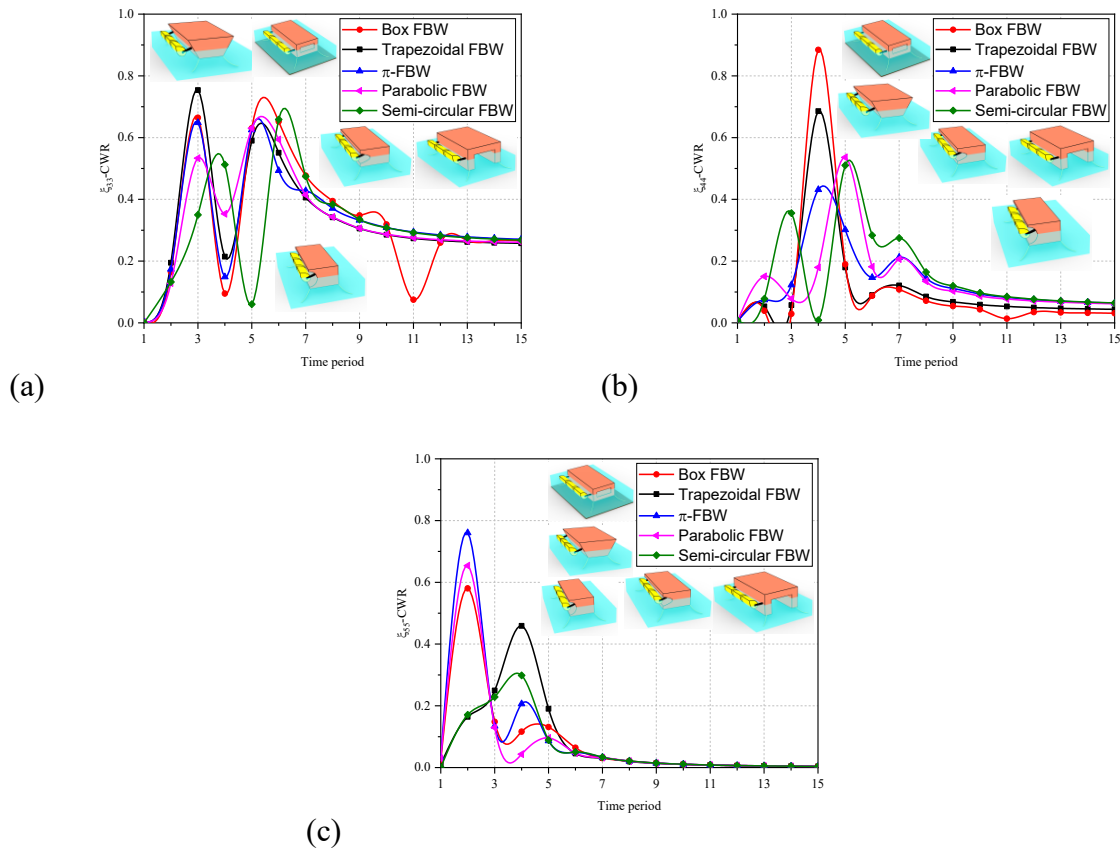 1.0
0.8
0.6
0.4
0.2
0.0
ξ₃₃-CWR
1 3 5 7 9 11 13 15
Time period
Box FBW
Trapezoidal FBW
π-FBW
Parabolic FBW
Semi-circular FBW
(a)
1.0
0.8
0.6
0.4
0.2
0.0
ξ₄₄-CWR
1 3 5 7 9 11 13 15
Time period
Box FBW
Trapezoidal FBW
π-FBW
Parabolic FBW
Semi-circular FBW
(b)
1.0
0.8
0.6
0.4
0.2
0.0
ξ₅₅-CWR
1 3 5 7 9 11 13 15
Time period
Box FBW
Trapezoidal FBW
π-FBW
Parabolic FBW
Semi-circular FBW
(c)